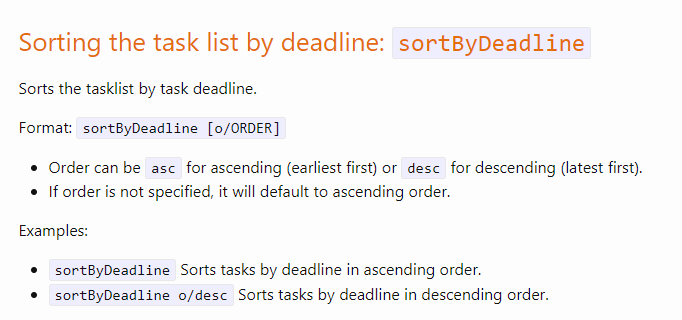 Sorting the task list by deadline: sortByDeadline
Sorts the tasklist by task deadline.
Format: sortByDeadline [o/ORDER]
• Order can be asc for ascending (earliest first) or desc for descending (latest first).
• If order is not specified, it will default to ascending order.
Examples:
• sortByDeadline Sorts tasks by deadline in ascending order.
• sortByDeadline o/desc Sorts tasks by deadline in descending order.